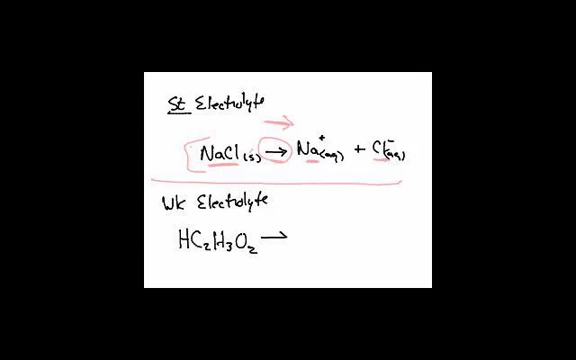 St Electrolyte
NaCl(s) → Na⁺(aq) + Cl⁻(aq)
Wk Electrolyte
HC₂H₃O₂ →